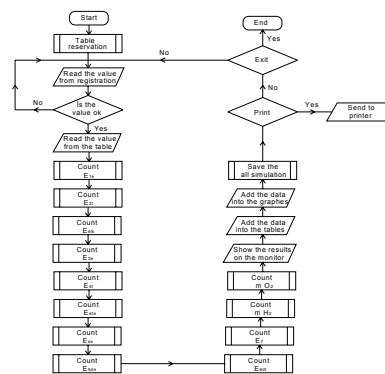 Start
Table
reservation
Read the value
from registration
Is the
value ok
No
Yes
Read the value
from the table
Count
Count
Count
Count
Count
Count
Count
Count
Count
Count
E₇
Count
m H₂
Count
m O₂
Show the results
on the monitor
Add the data
into the tables
Add the data
into the graphes
Save the
all simulation
Print
Yes
Send to
printer
No
Exit
No
Yes
End